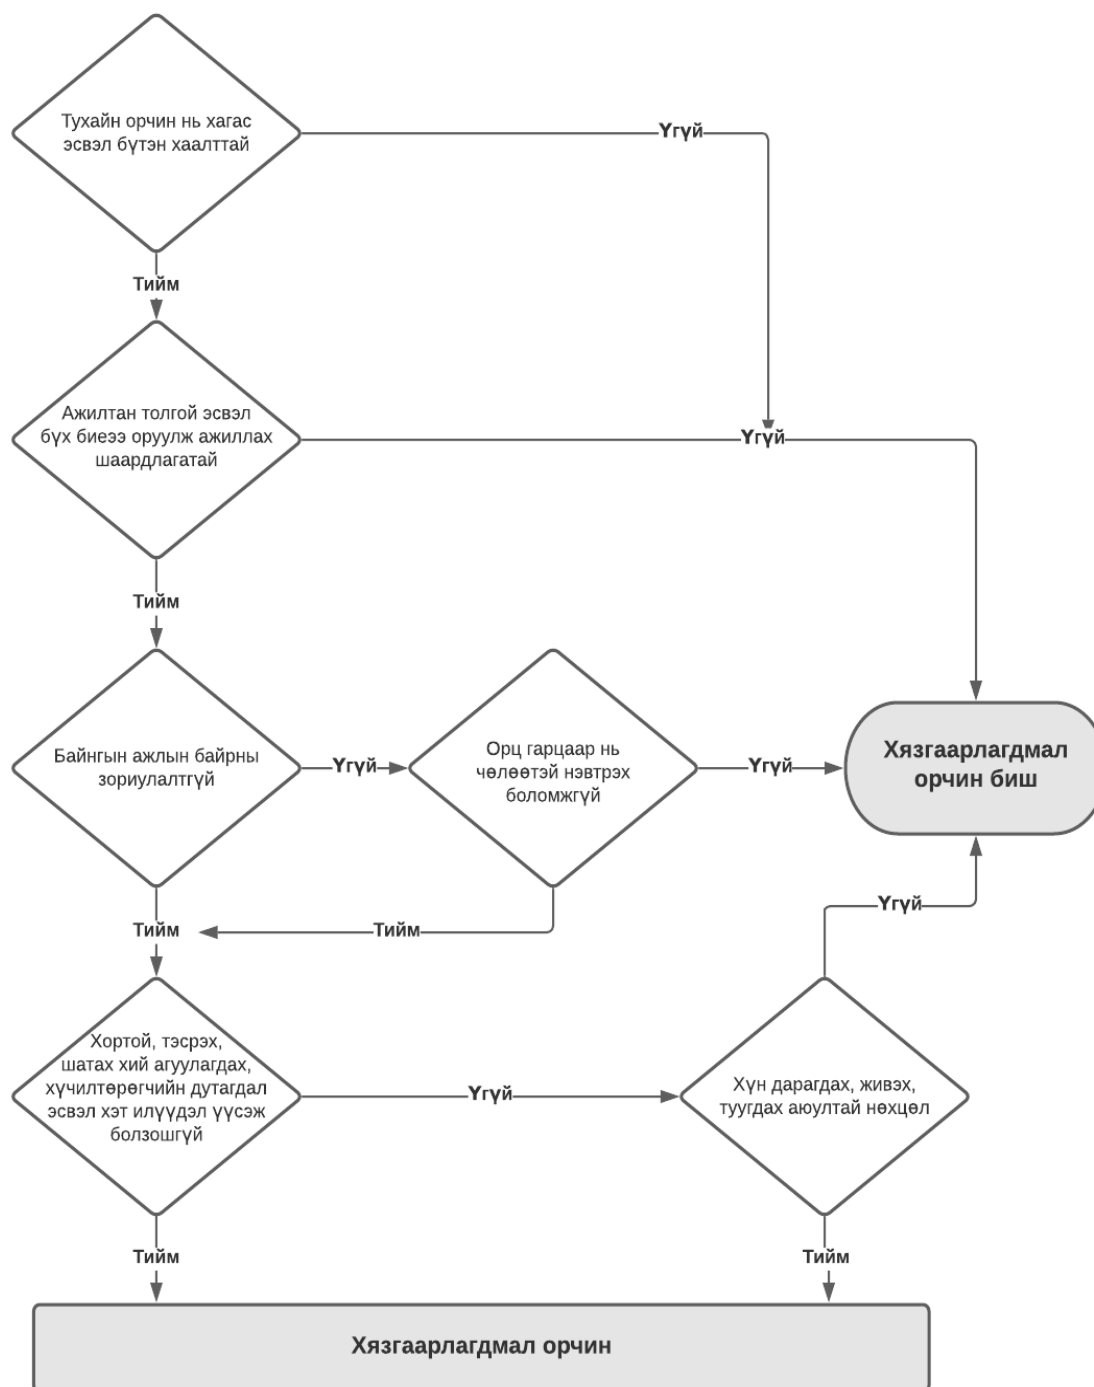 Тухайн орчин нь хагас
эсвэл бүтэн хаалттай
Үгүй
Тийм
Ажилтан толгой эсвэл
бүх биеэ оруулж ажиллах
шаардлагатай
Үгүй
Тийм
Байнгын ажлын байрны
зориулалтгүй
Үгүй
Орц гарцаар нь
чөлөөтэй нэвтрэх
боломжгүй
Үгүй
Хязгаарлагдмал
орчин биш
Тийм
Тийм
Үгүй
Хортой, тэсрэх,
шатах хий агуулагдах,
хүчилтөрөгчийн дутагдал
эсвэл хэт илүүдэл үүсэж
болзошгүй
Үгүй
Хүн дарагдах, живэх,
туугдах аюултай нөхцөл
Тийм
Тийм
Хязгаарлагдмал орчин